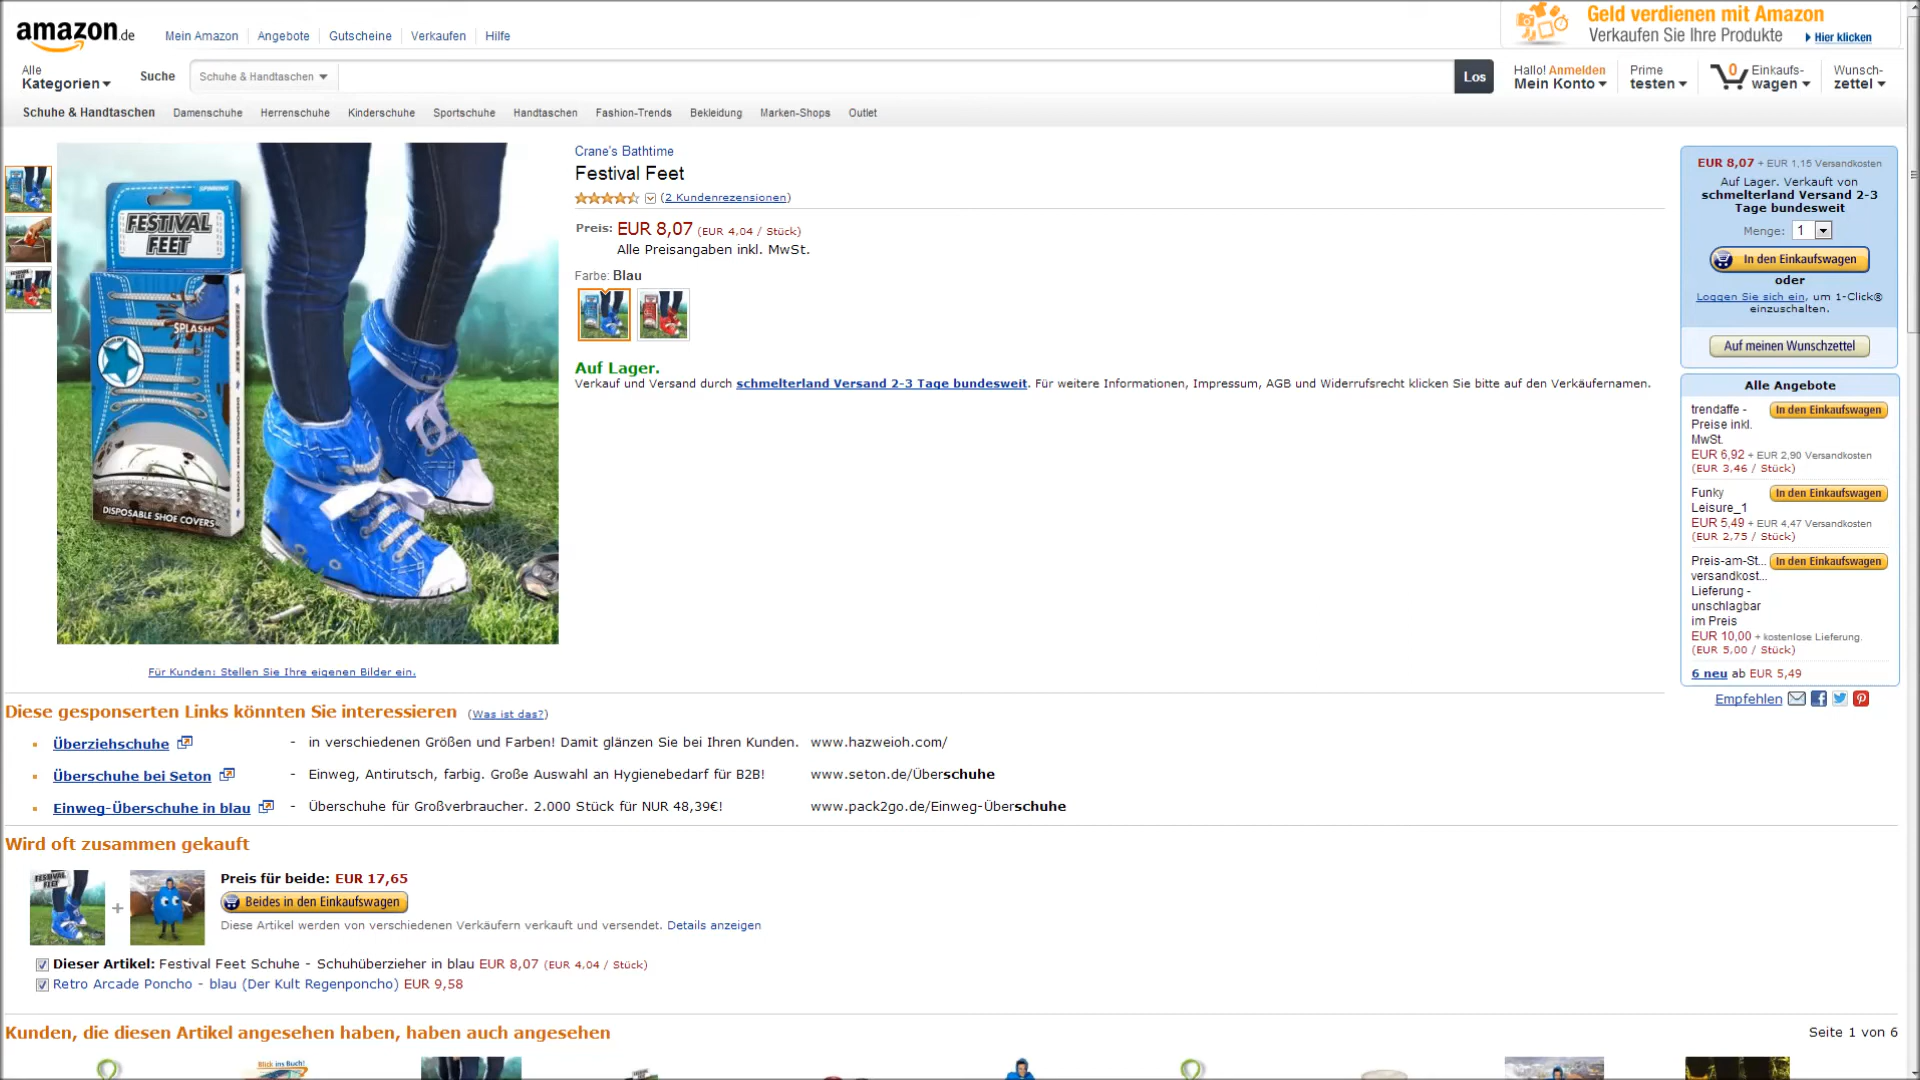 amazon.de
Mein Amazon
Angebote
Gutscheine
Verkaufen
Hilfe
Geld verdienen mit Amazon
Verkaufen Sie Ihre Produkte
Hier klicken
Alle
Kategorien
Suche
Schuhe & Handtaschen
Los
Hallo! Anmelden
Mein Konto
Prime
testen
0
Einkaufs-
wagen
Wunsch-
zettel
Schuhe & Handtaschen
Damenschuhe
Herrenschuhe
Kinderschuhe
Sportschuhe
Handtaschen
Fashion-Trends
Bekleidung
Marken-Shops
Outlet
FESTIVAL
FEET
SPLASH!
DISPOSABLE SHOE COVERS
Für Kunden: Stellen Sie Ihre eigenen Bilder ein.
Crane's Bathtime
Festival Feet
(2 Kundenrezensionen)
Preis: EUR 8,07 (EUR 4,04 / Stück)
Alle Preisangaben inkl. MwSt.
Farbe: Blau
Auf Lager.
Verkauf und Versand durch schmelterland Versand 2-3 Tage bundesweit. Für weitere Informationen, Impressum, AGB und Widerrufsrecht klicken Sie bitte auf den Verkäufernamen.
EUR 8,07 + EUR 1,15 Versandkosten
Auf Lager. Verkauft von
schmelterland Versand 2-3
Tage bundesweit
Menge: 1
In den Einkaufswagen
oder
Loggen Sie sich ein, um 1-Click®
einzuschalten.
Auf meinen Wunschzettel
Alle Angebote
trendaffe -
Preise inkl.
MwSt.
In den Einkaufswagen
EUR 6,92 + EUR 2,90 Versandkosten
(EUR 3,46 / Stück)
Funky
Leisure_1
In den Einkaufswagen
EUR 5,49 + EUR 4,47 Versandkosten
(EUR 2,75 / Stück)
Preis-am-St...
versandkost...
Lieferung -
unschlagbar
im Preis
In den Einkaufswagen
EUR 10,00 + kostenlose Lieferung.
(EUR 5,00 / Stück)
6 neu ab EUR 5,49
Empfehlen
Diese gesponserten Links könnten Sie interessieren (Was ist das?)
Überziehschuhe - in verschiedenen Größen und Farben! Damit glänzen Sie bei Ihren Kunden. www.hazweioh.com/
Überschuhe bei Seton - Einweg, Antirutsch, farbig. Große Auswahl an Hygienebedarf für B2B! www.seton.de/Überschuhe
Einweg-Überschuhe in blau - Überschuhe für Großverbraucher. 2.000 Stück für NUR 48,39€! www.pack2go.de/Einweg-Überschuhe
Wird oft zusammen gekauft
FESTIVAL
FEET
+
Preis für beide: EUR 17,65
Beides in den Einkaufswagen
Diese Artikel werden von verschiedenen Verkäufern verkauft und versendet. Details anzeigen
Dieser Artikel: Festival Feet Schuhe - Schuhüberzieher in blau EUR 8,07 (EUR 4,04 / Stück)
Retro Arcade Poncho - blau (Der Kult Regenponcho) EUR 9,58
Kunden, die diesen Artikel angesehen haben, haben auch angesehen
Seite 1 von 6
Blick ins Buch!